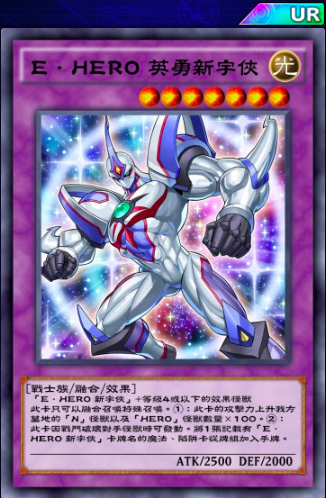 UR
E・HERO 英勇新宇俠
光
[戰士族/融合/效果]
「E・HERO 新宇俠」+等級4或以下的效果怪獸
此卡只可以融合召喚特殊召喚。①:此卡的攻擊力上升我方
墓地的「N」怪獸以及「HERO」怪獸數量×100。②:
此卡因戰鬥破壞對手怪獸時可發動。將1張記載有「E・
HERO 新宇俠」卡牌名的魔法、陷阱卡從牌組加入手牌。
ATK/2500 DEF/2000